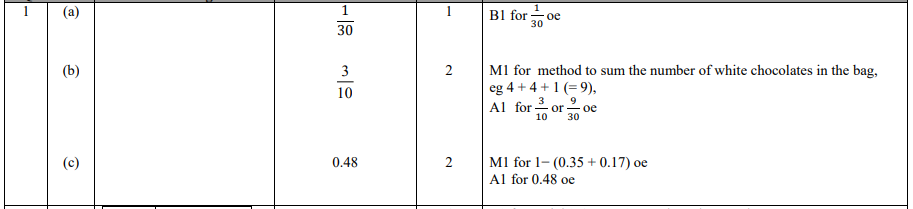 1 (a) 1/30 1 B1 for 1/30 oe
(b) 3/10 2 M1 for method to sum the number of white chocolates in the bag,
eg 4 + 4 + 1 (= 9),
A1 for 3/10 or 9/30 oe
(c) 0.48 2 M1 for 1– (0.35 + 0.17) oe
A1 for 0.48 oe